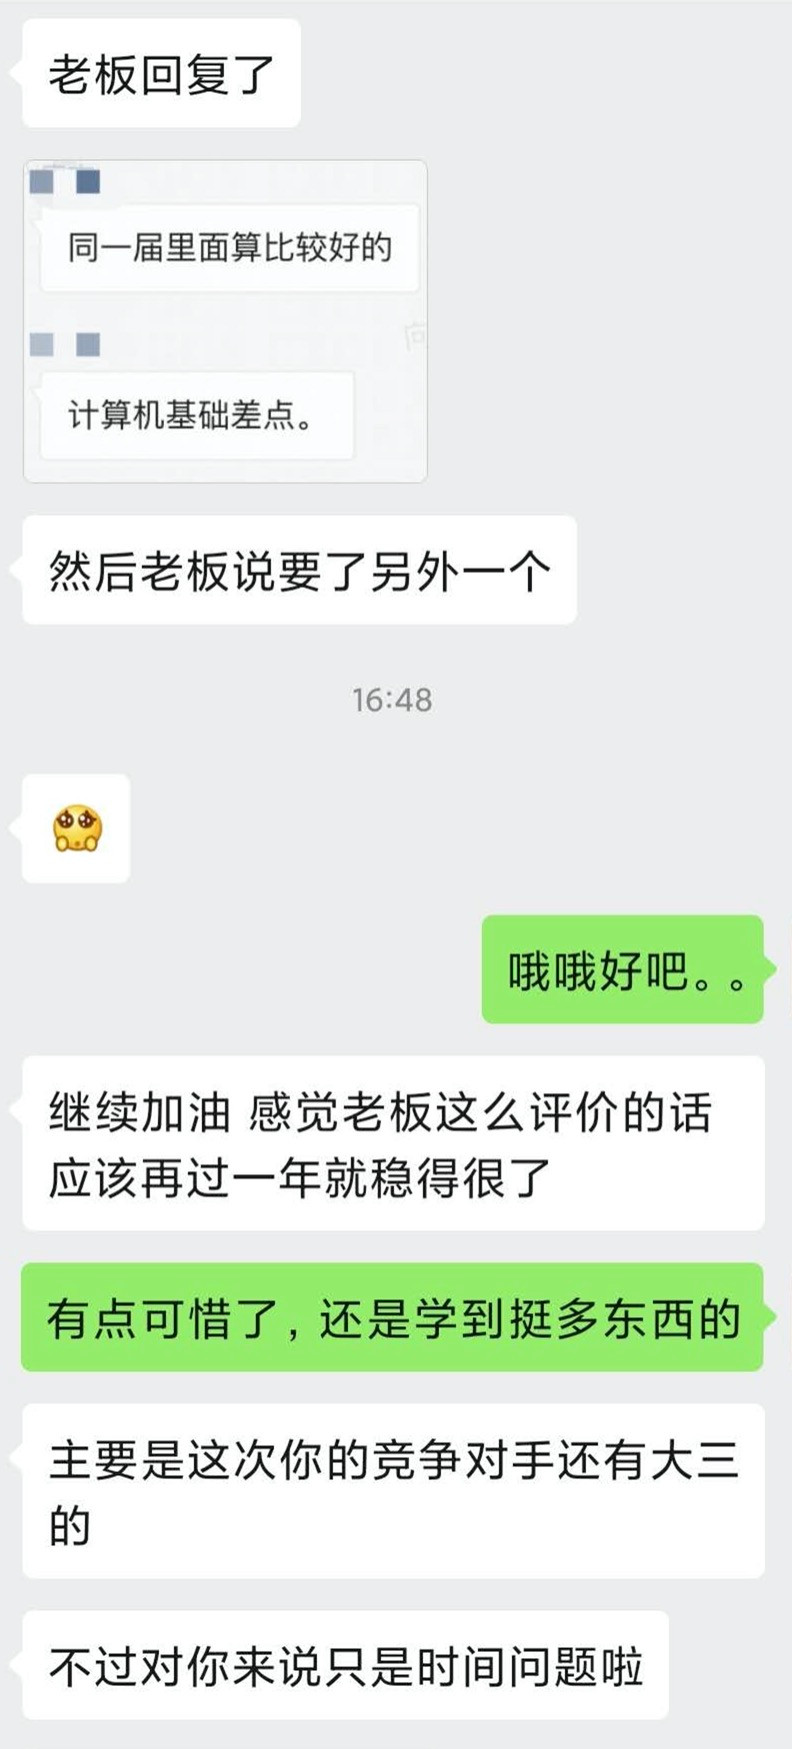 老板回复了
同一届里面算比较好的
向
计算机基础差点。
然后老板说要了另外一个
16:48
哦哦好吧。。
继续加油 感觉老板这么评价的话
应该再过一年就稳得很了
有点可惜了，还是学到挺多东西的
主要是这次你的竞争对手还有大三
的
不过对你来说只是时间问题啦